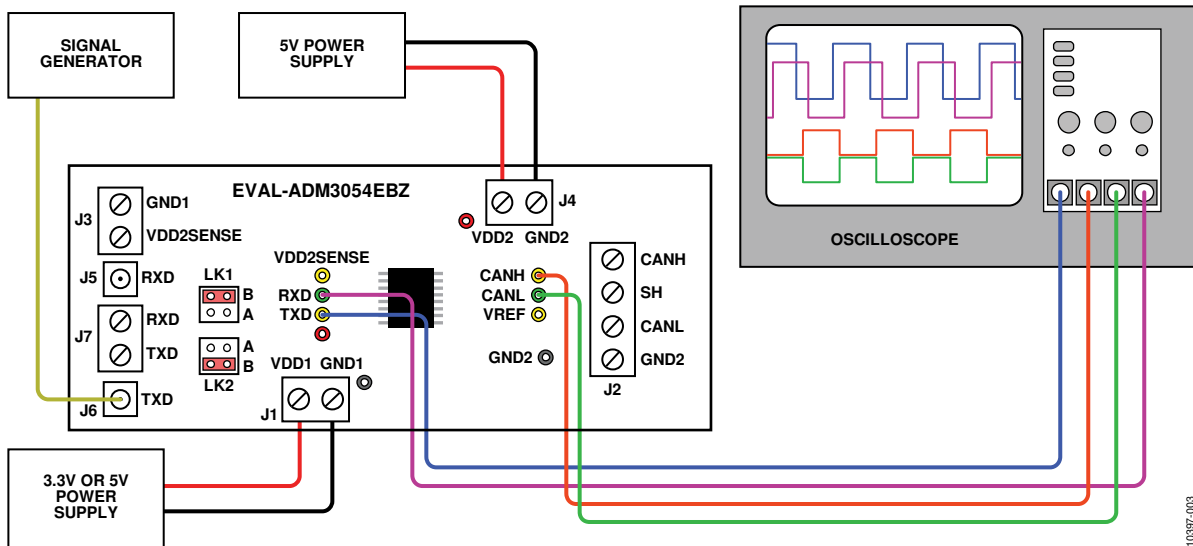 SIGNAL
GENERATOR
5V POWER
SUPPLY
EVAL-ADM3054EBZ
J3
GND1
VDD2SENSE
J5
RXD
LK1
B
A
J7
RXD
TXD
A
B
LK2
J6
TXD
VDD2SENSE
RXD
TXD
VDD1
GND1
J1
J4
VDD2
GND2
CANH
CANL
VREF
GND2
CANH
SH
CANL
GND2
J2
OSCILLOSCOPE
3.3V OR 5V
POWER
SUPPLY
10397-003